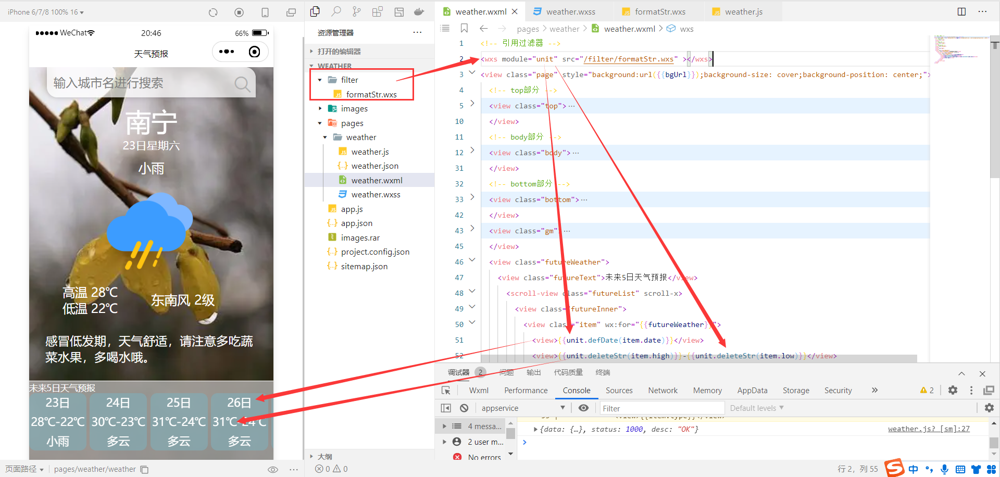 iPhone 6/7/8 100% 16
WeChat
20:46
66%
天气预报
输入城市名进行搜索
南宁
23日星期六
小雨
高温 28℃
低温 22℃
东南风 2级
感冒低发期，天气舒适，请注意多吃蔬
菜水果，多喝水哦。
未来5日天气预报
23日 24日 25日 26日
28℃-22℃ 30℃-23℃ 31℃-24℃ 31℃-24℃
小雨 多云 多云 多云
页面路径 pages/weather/weather
资源管理器
打开的编辑器
WEATHER
filter
formatStr.wxs
images
pages
weather
weather.js
weather.json
weather.wxml
weather.wxss
app.js
app.json
images.rar
project.config.json
sitemap.json
大纲
0 0
weather.wxml weather.wxss formatStr.wxs weather.js
pages weather weather.wxml wxs
1 <!-- 引用过滤器 -->
2 <wxs module="unit" src="/filter/formatStr.wxs" ></wxs>
3 <view class="page" style="background:url({{bgUrl}});background-size: cover;background-position: center;">
4 <!-- top部分 -->
5 <view class="top">…
10 </view>
11 <!-- body部分 -->
12 <view class="body">…
31 </view>
32 <!-- bottom部分 -->
33 <view class="bottom">…
42 </view>
43 <view class="gm"…
45 </view>
46 <view class="futureWeather">
47 <view class="futureText">未来5日天气预报</view>
48 <scroll-view class="futureList" scroll-x>
49 <view class="futureInner">
50 <view class="item" wx:for="{{futureWeather}}">
51 <view>{{unit.defDate(item.date)}}</view>
52 <view>{{unit.deleteStr(item.high)}}-{{unit.deleteStr(item.low)}}</view>
调试器 2 问题 输出 代码质量 终端
Wxml Performance Console Sources Network Memory AppData Storage Security 2
appservice Filter Default levels
4 messa...
2 user m...
No errors
{data: {…}, status: 1000, desc: "OK"} weather.js? [sm]:27
行 2，列 55
中